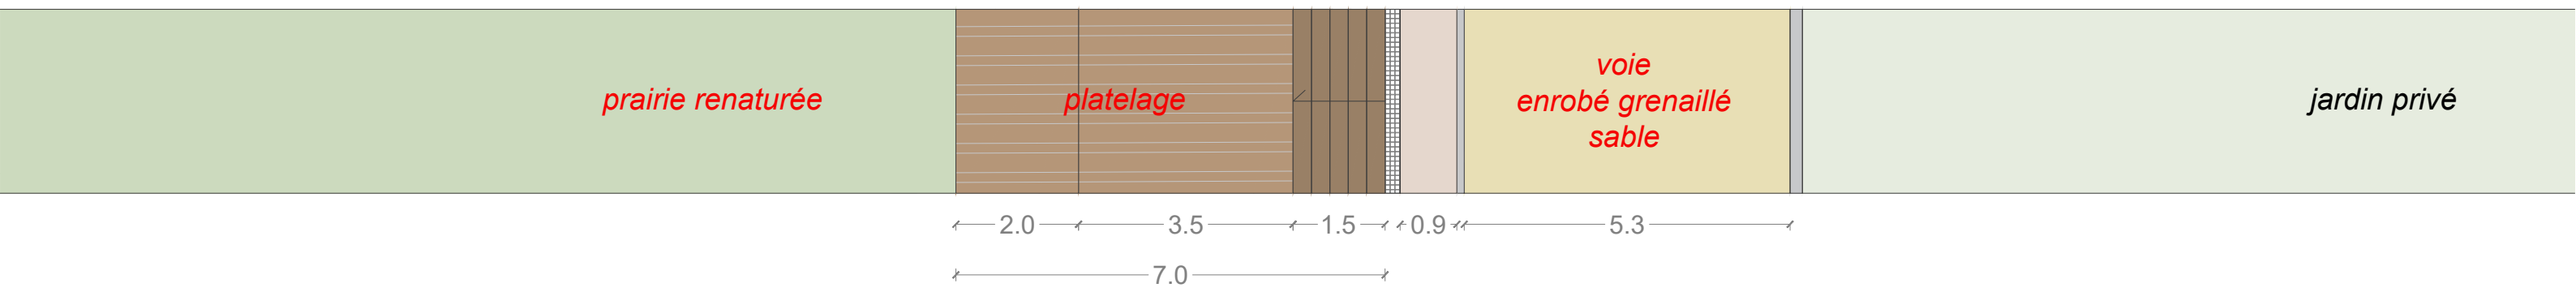 prairie renaturée
platelage
voie
enrobé grenaillé
sable
jardin privé
2.0
3.5
1.5
0.9
5.3
7.0